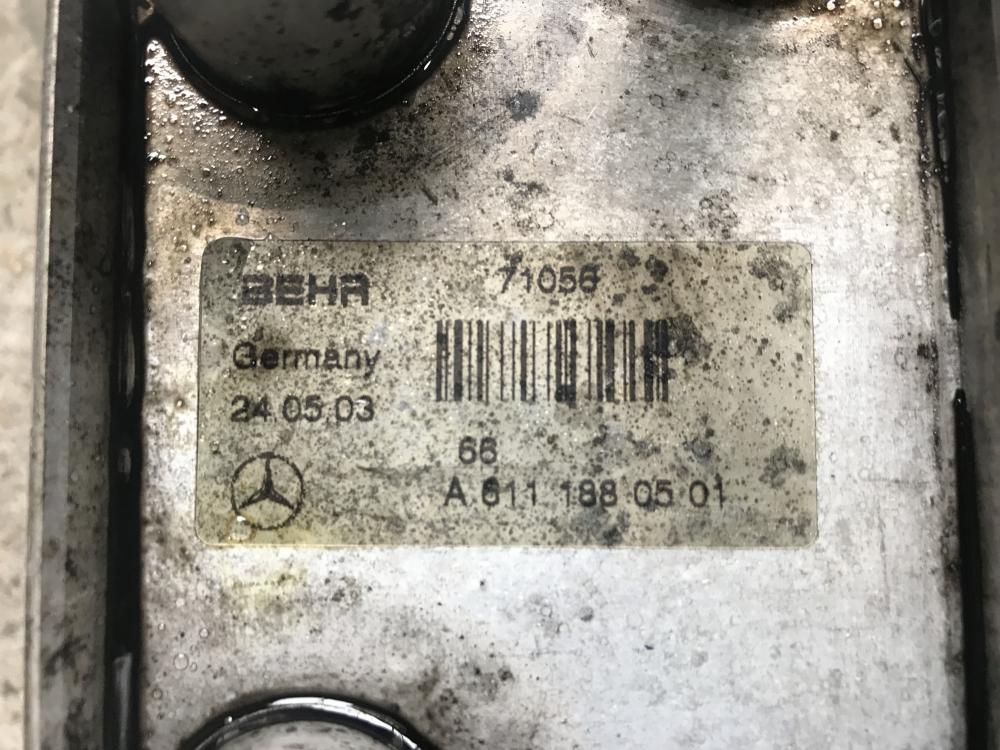 BEHR
71056
Germany
24.05.03
66
A 611 188 05 01